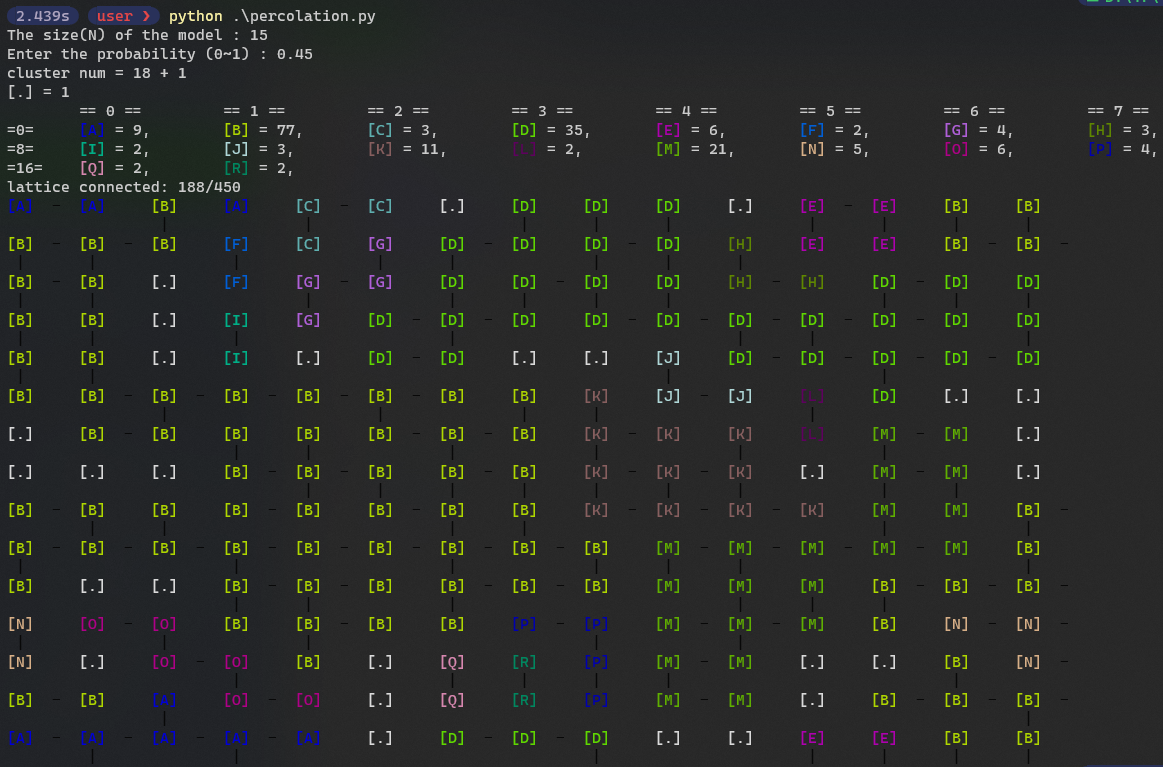 2.439s user ❯ python .\percolation.py
The size(N) of the model : 15
Enter the probability (0~1) : 0.45
cluster num = 18 + 1
[.] = 1
== 0 == == 1 == == 2 == == 3 == == 4 == == 5 == == 6 == == 7 ==
=0= [A] = 9, [B] = 77, [C] = 3, [D] = 35, [E] = 6, [F] = 2, [G] = 4, [H] = 3,
=8= [I] = 2, [J] = 3, [K] = 11, [L] = 2, [M] = 21, [N] = 5, [O] = 6, [P] = 4,
=16= [Q] = 2, [R] = 2,
lattice connected: 188/450
[A] - [A] [B] [A] [C] - [C] [.] [D] [D] [D] [.] [E] - [E] [B] [B]
[B] - [B] - [B] [F] [C] [G] [D] - [D] [D] - [D] [H] [E] [E] [B] - [B] -
[B] - [B] [.] [F] [G] - [G] [D] [D] - [D] [D] [H] - [H] [D] - [D] [D]
[B] [B] [.] [I] [G] [D] - [D] - [D] [D] - [D] - [D] - [D] - [D] - [D] [D]
[B] [B] [.] [I] [.] [D] - [D] [.] [.] [J] [D] - [D] - [D] - [D] - [D]
[B] - [B] - [B] - [B] - [B] - [B] - [B] - [B] [K] [J] - [J] [L] [D] [.] [.]
[.] [B] - [B] [B] - [B] [B] - [B] - [B] [K] - [K] [K] [L] [M] - [M] [.]
[.] [.] [.] [B] - [B] [B] - [B] - [B] [K] - [K] - [K] [.] [M] - [M] [.]
[B] - [B] [B] [B] - [B] - [B] - [B] [B] [K] - [K] - [K] - [K] [M] [M] [B] -
[B] - [B] - [B] - [B] - [B] - [B] - [B] - [B] - [B] [M] - [M] - [M] - [M] - [M] [B]
[B] [.] [.] [B] - [B] - [B] - [B] - [B] - [B] [M] - [M] [M] [B] - [B] - [B] -
[N] [O] - [O] [B] [B] - [B] [B] [P] - [P] [M] - [M] - [M] [B] [N] - [N] -
[N] [.] [O] - [O] [B] [.] [Q] [R] [P] [M] - [M] [.] [.] [B] [N] -
[B] - [B] [A] [O] - [O] [.] [Q] [R] [P] [M] - [M] [.] [B] - [B] - [B] -
[A] - [A] - [A] - [A] - [A] [.] [D] - [D] - [D] [.] [.] [E] - [E] [B] - [B]